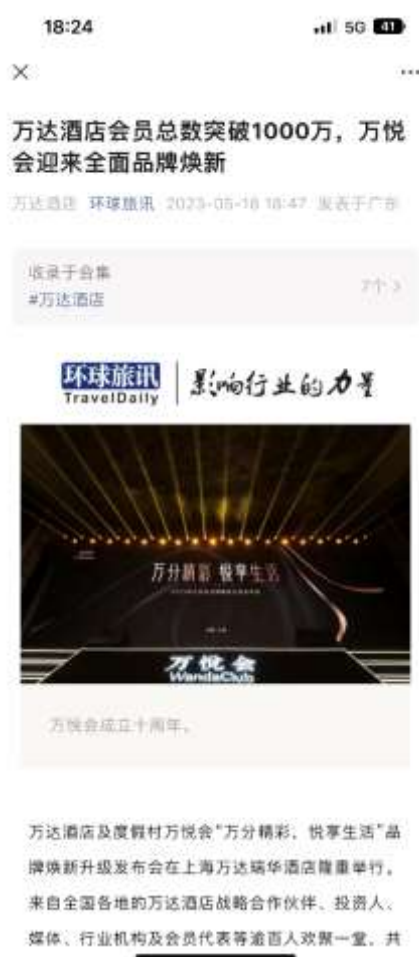 18:24
5G 41
万达酒店会员总数突破1000万，万悦
会迎来全面品牌焕新
万达酒店 环球旅讯 2023-05-18 18:47 发表于广东
收录于合集
#万达酒店
7个
环球旅讯
TravelDaily
影响行业的力量
万分精彩 悦享生活
万悦会
WandaClub
万悦会成立十周年。
万达酒店及度假村万悦会“万分精彩，悦享生活”品
牌焕新升级发布会在上海万达瑞华酒店隆重举行。
来自全国各地的万达酒店战略合作伙伴、投资人、
媒体、行业机构及会员代表等逾百人欢聚一堂，共